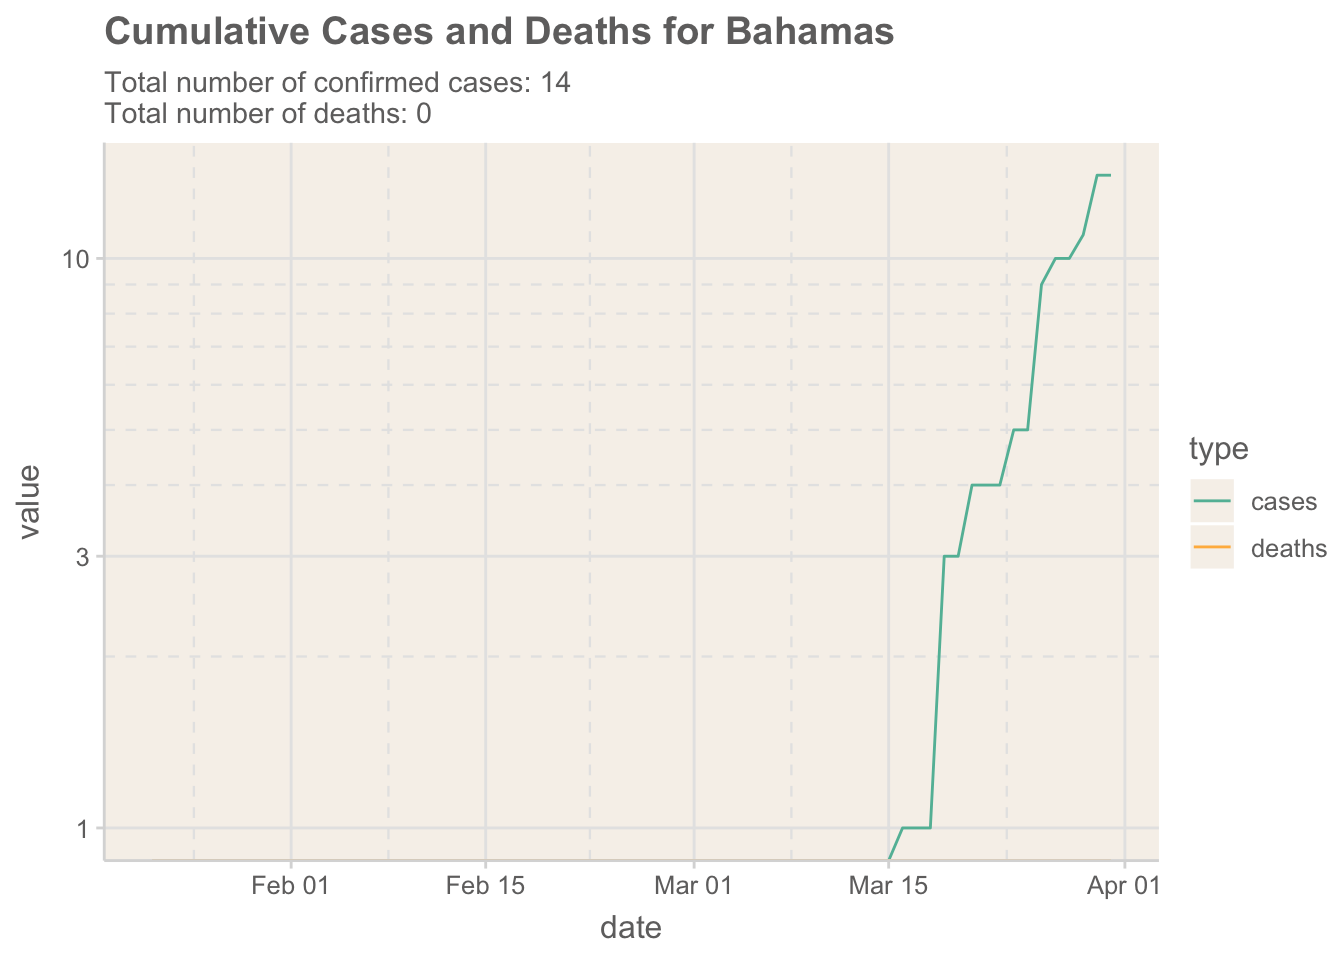 Cumulative Cases and Deaths for Bahamas
Total number of confirmed cases: 14
Total number of deaths: 0
value
10
3
1
Feb 01
Feb 15
Mar 01
Mar 15
Apr 01
date
type
cases
deaths